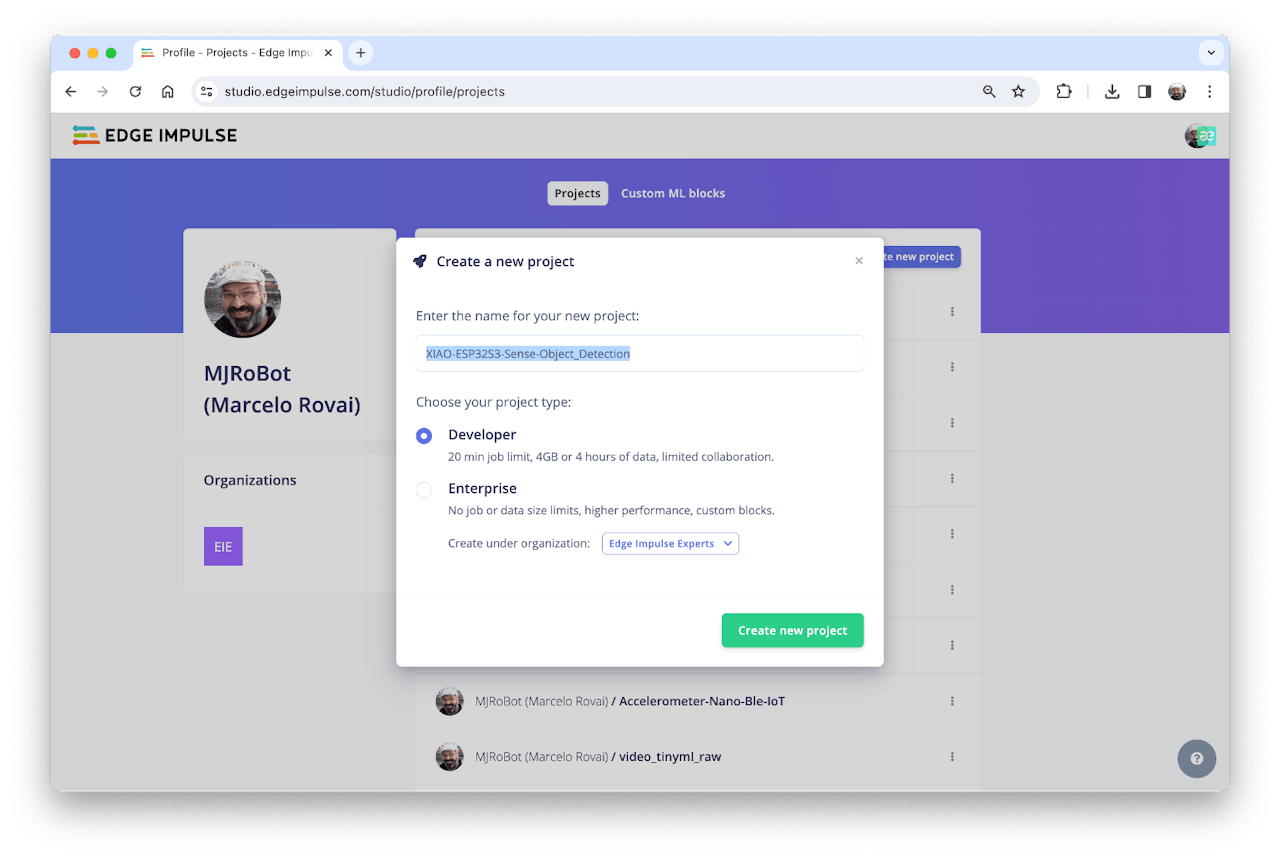 Profile - Projects - Edge Impu
studio.edgeimpulse.com/studio/profile/projects
EDGE IMPULSE
Projects
Custom ML blocks
MJRoBot
(Marcelo Rovai)
Organizations
EIE
te new project
Create a new project
Enter the name for your new project:
XIAO-ESP32S3-Sense-Object_Detection
Choose your project type:
Developer
20 min job limit, 4GB or 4 hours of data, limited collaboration.
Enterprise
No job or data size limits, higher performance, custom blocks.
Create under organization: Edge Impulse Experts
Create new project
MJRoBot (Marcelo Rovai) / Accelerometer-Nano-Ble-IoT
MJRoBot (Marcelo Rovai) / video_tinyml_raw